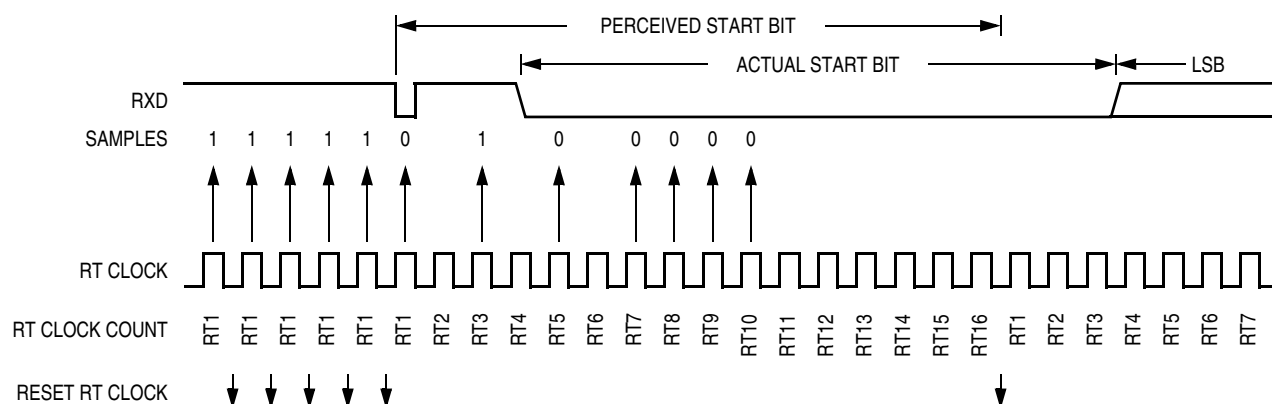 PERCEIVED START BIT
ACTUAL START BIT
LSB
RXD
SAMPLES 1 1 1 1 1 0 1 0 0 0 0 0
RT CLOCK
RT CLOCK COUNT RT1 RT1 RT1 RT1 RT1 RT1 RT2 RT3 RT4 RT5 RT6 RT7 RT8 RT9 RT10 RT11 RT12 RT13 RT14 RT15 RT16 RT1 RT2 RT3 RT4 RT5 RT6 RT7
RESET RT CLOCK